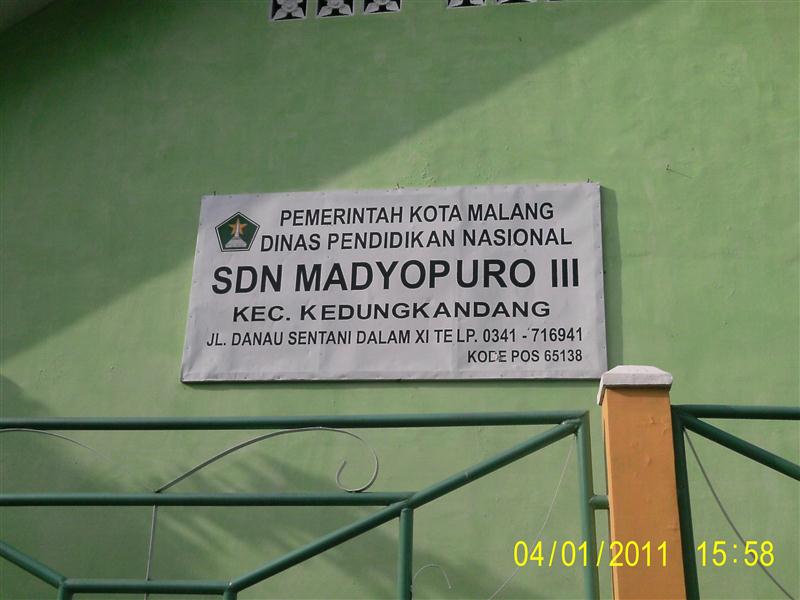 PEMERINTAH KOTA MALANG
DINAS PENDIDIKAN NASIONAL
SDN MADYOPURO III
KEC. KEDUNGKANDANG
JL. DANAU SENTANI DALAM XI TELP. 0341 - 716941
KODE POS 65138
04/01/2011 15:58